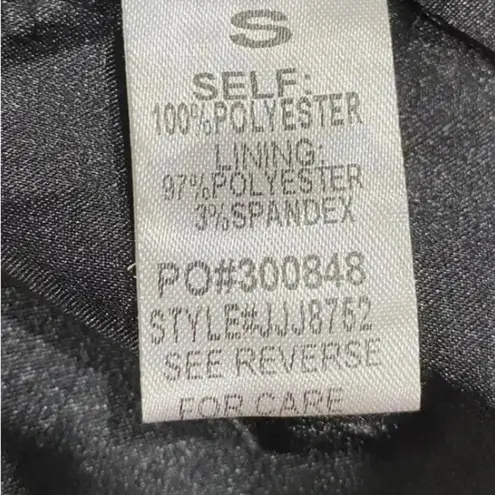 S
SELF:
100%POLYESTER
LINING:
97%POLYESTER
3%SPANDEX
PO#300848
STYLE#JJJ8752
SEE REVERSE
FOR CARE